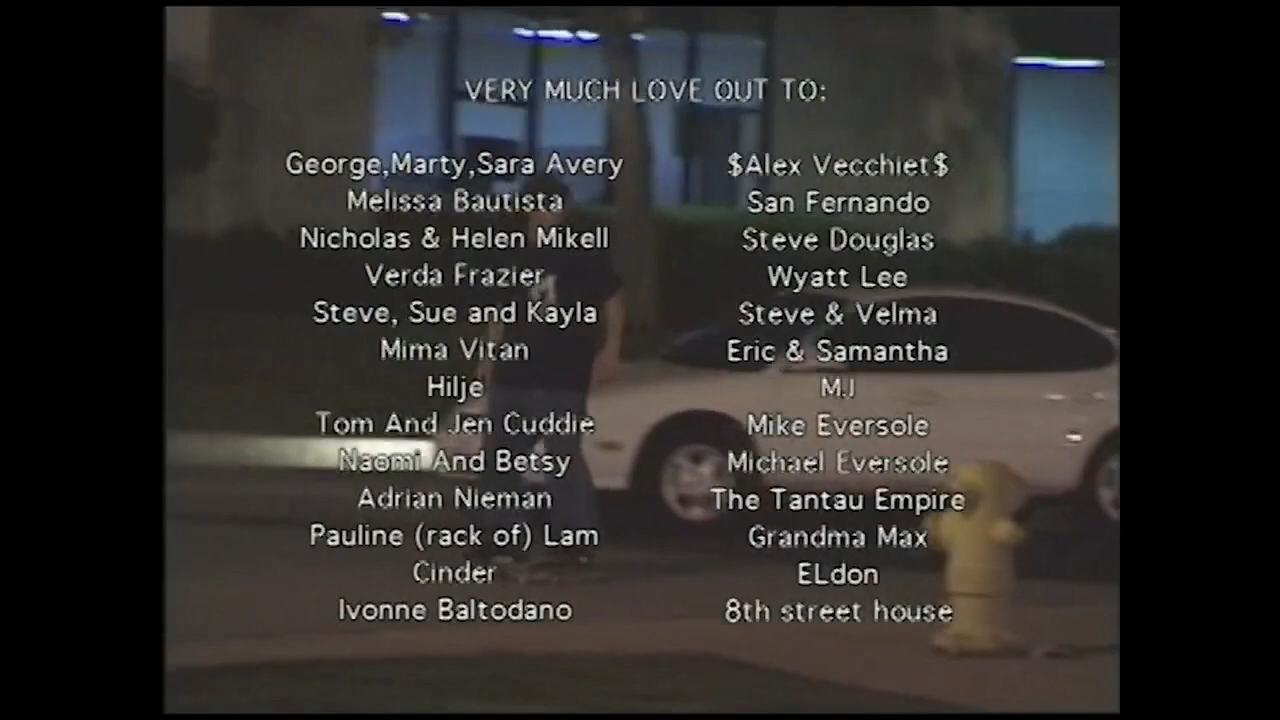 VERY MUCH LOVE OUT TO:
George,Marty,Sara Avery
Melissa Bautista
Nicholas & Helen Mikell
Verda Frazier
Steve, Sue and Kayla
Mima Vitan
Hilje
Tom And Jen Cuddie
Naomi And Betsy
Adrian Nieman
Pauline (rack of) Lam
Cinder
Ivonne Baltodano
$Alex Vecchiet$
San Fernando
Steve Douglas
Wyatt Lee
Steve & Velma
Eric & Samantha
MJ
Mike Eversole
Michael Eversole
The Tantau Empire
Grandma Max
ELdon
8th street house